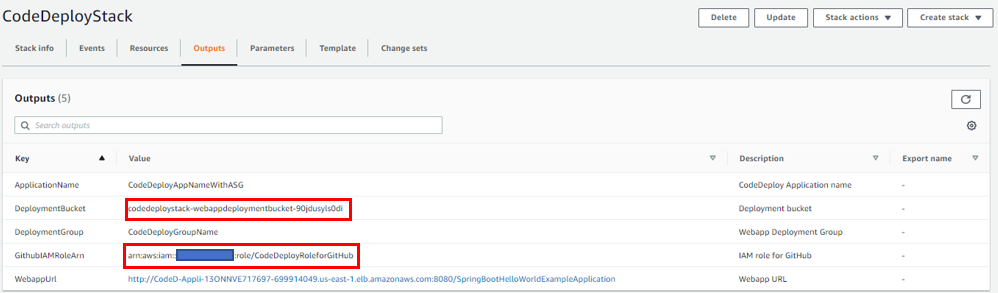 CodeDeployStack
Delete Update Stack actions Create stack
Stack info Events Resources Outputs Parameters Template Change sets
Outputs (5)
Search outputs
Key Value Description Export name
ApplicationName CodeDeployAppNameWithASG CodeDeploy Application name -
DeploymentBucket codedeploystack-webappdeploymentbucket-90jdusyls0di Deployment bucket -
DeploymentGroup CodeDeployGroupName Webapp Deployment Group -
GithubIAMRoleArn arn:aws:iam:: :role/CodeDeployRoleforGitHub IAM role for GitHub -
WebappUrl http://CodeD-Appli-13ONNVE717697-699914049.us-east-1.elb.amazonaws.com:8080/SpringBootHelloWorldExampleApplication Webapp URL -